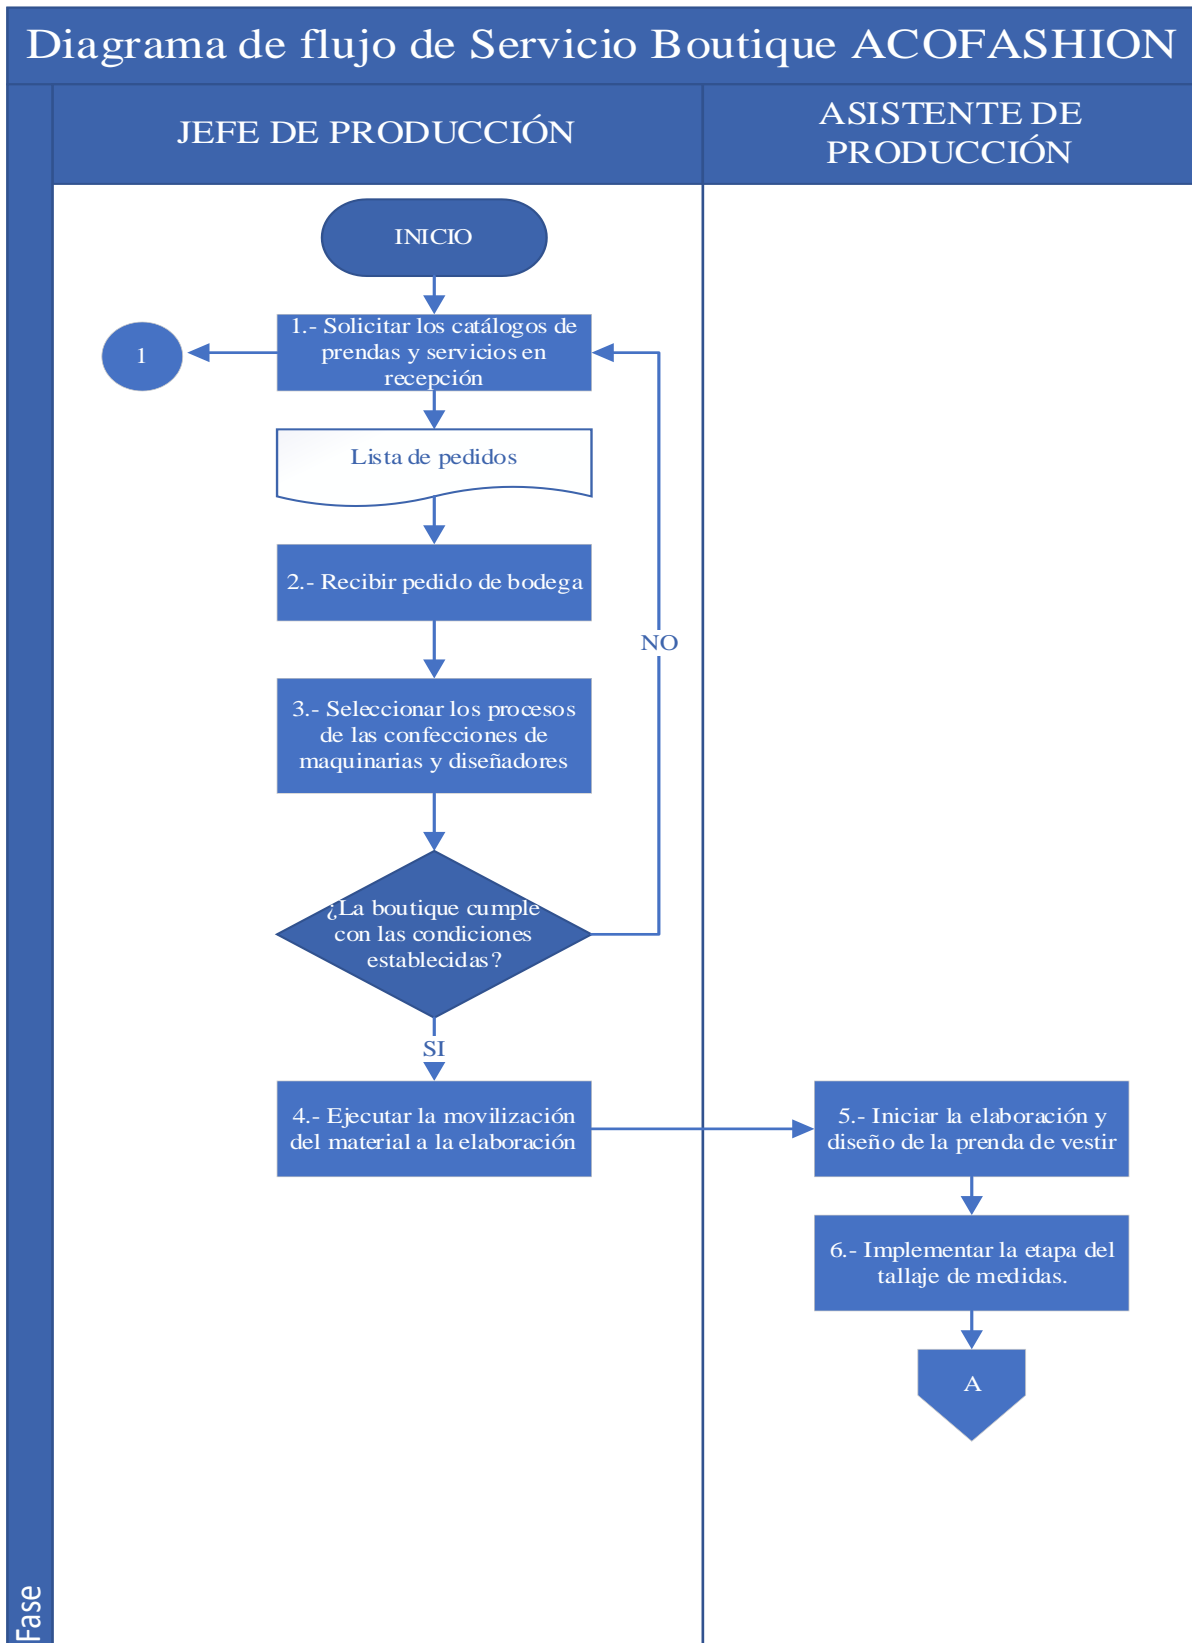 Diagrama de flujo de Servicio Boutique ACOFASHION
JEFE DE PRODUCCIÓN
ASISTENTE DE
PRODUCCIÓN
INICIO
1.- Solicitar los catálogos de
prendas y servicios en
recepción
1
Lista de pedidos
2.- Recibir pedido de bodega
NO
3.- Seleccionar los procesos
de las confecciones de
maquinarias y diseñadores
¿La boutique cumple
con las condiciones
establecidas?
SI
4.- Ejecutar la movilización
del material a la elaboración
5.- Iniciar la elaboración y
diseño de la prenda de vestir
6.- Implementar la etapa del
tallaje de medidas.
A
Fase